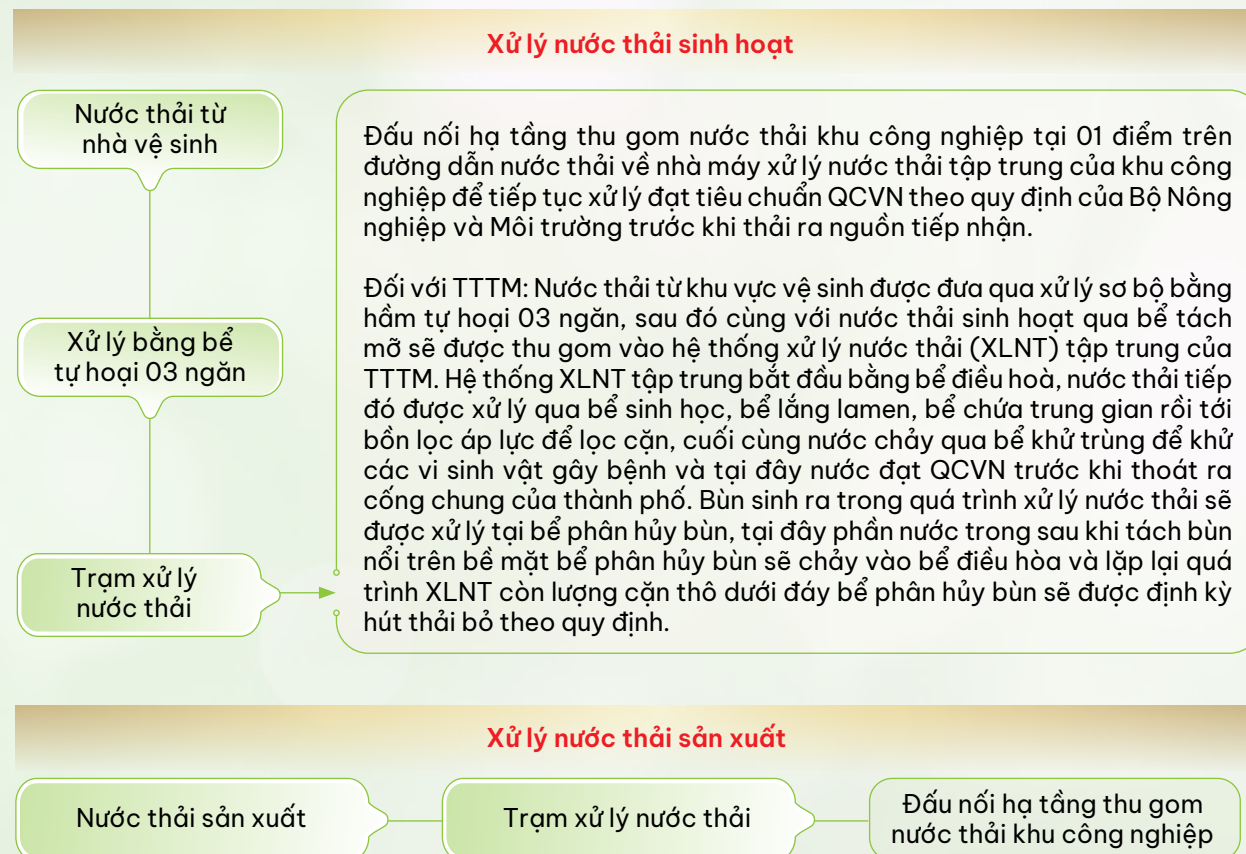 Xử lý nước thải sinh hoạt
Nước thải từ
nhà vệ sinh
Xử lý bằng bể
tự hoại 03 ngăn
Trạm xử lý
nước thải
Đấu nối hạ tầng thu gom nước thải khu công nghiệp tại 01 điểm trên
đường dẫn nước thải về nhà máy xử lý nước thải tập trung của khu công
nghiệp để tiếp tục xử lý đạt tiêu chuẩn QCVN theo quy định của Bộ Nông
nghiệp và Môi trường trước khi thải ra nguồn tiếp nhận.
Đối với TTTM: Nước thải từ khu vực vệ sinh được đưa qua xử lý sơ bộ bằng
hầm tự hoại 03 ngăn, sau đó cùng với nước thải sinh hoạt qua bể tách
mỡ sẽ được thu gom vào hệ thống xử lý nước thải (XLNT) tập trung của
TTTM. Hệ thống XLNT tập trung bắt đầu bằng bể điều hoà, nước thải tiếp
đó được xử lý qua bể sinh học, bể lắng lamen, bể chứa trung gian rồi tới
bồn lọc áp lực để lọc cặn, cuối cùng nước chảy qua bể khử trùng để khử
các vi sinh vật gây bệnh và tại đây nước đạt QCVN trước khi thoát ra
cống chung của thành phố. Bùn sinh ra trong quá trình xử lý nước thải sẽ
được xử lý tại bể phân hủy bùn, tại đây phần nước trong sau khi tách bùn
nổi trên bề mặt bể phân hủy bùn sẽ chảy vào bể điều hòa và lặp lại quá
trình XLNT còn lượng cặn thô dưới đáy bể phân hủy bùn sẽ được định kỳ
hút thải bỏ theo quy định.
Xử lý nước thải sản xuất
Nước thải sản xuất
Trạm xử lý nước thải
Đấu nối hạ tầng thu gom
nước thải khu công nghiệp